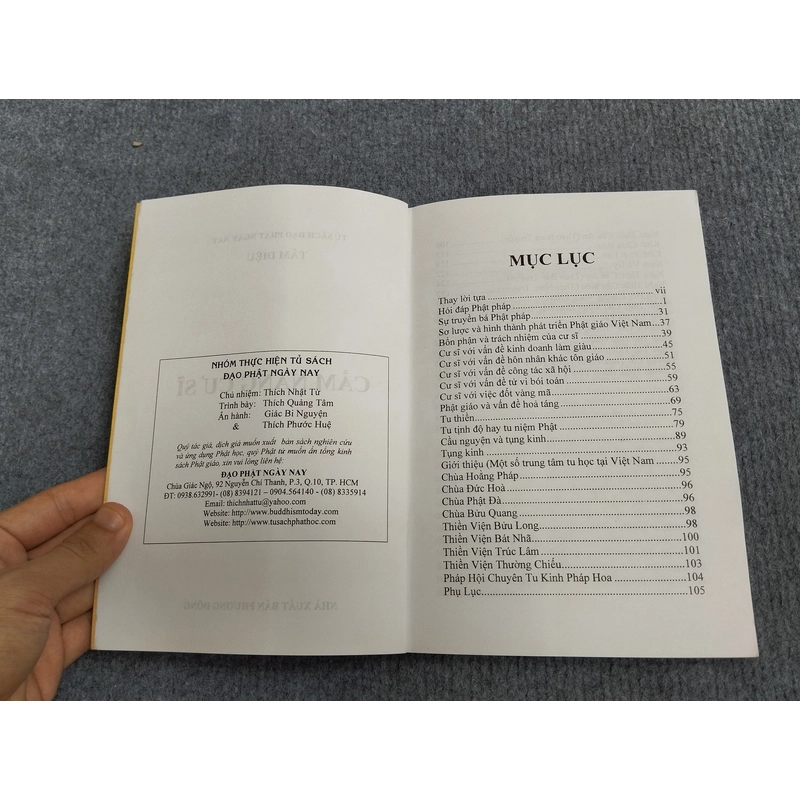 NHÓM THỰC HIỆN TỦ SÁCH
ĐẠO PHẬT NGÀY NAY
Chủ nhiệm: Thích Nhật Từ
Trình bày: Thích Quảng Tâm
Ấn hành: Giác Bi Nguyện
& Thích Phước Huệ
Quý tác giả, dịch giả muốn xuất bản sách nghiên cứu
và ứng dụng Phật học, quý Phật tử muốn ấn tống kinh
sách Phật giáo, xin vui lòng liên hệ:
ĐẠO PHẬT NGÀY NAY
Chùa Giác Ngộ, 92 Nguyễn Chí Thanh, P.3, Q.10, TP. HCM
ĐT: 0938.632991- (08) 8394121 – 0904.564140 - (08) 8335914
Email: thichnhattu@yahoo.com
Website: http://www.buddhismtoday.com
Website: http://www.tusachphathoc.com
MỤC LỤC
Thay lời tựa ........ vii
Hỏi đáp Phật pháp ........ 1
Sự truyền bá Phật pháp ........ 31
Sơ lược và hình thành phát triển Phật giáo Việt Nam ... 37
Bổn phận và trách nhiệm của cư sĩ ........ 39
Cư sĩ với vấn đề kinh doanh làm giàu ........ 45
Cư sĩ với vấn đề hôn nhân khác tôn giáo ........ 51
Cư sĩ với vấn đề công tác xã hội ........ 55
Cư sĩ với vấn đề tử vi bói toán ........ 59
Cư sĩ với việc đốt vàng mã ........ 63
Phật giáo và vấn đề hoả táng ........ 69
Tu thiền ........ 75
Tu tịnh độ hay tu niệm Phật ........ 79
Cầu nguyện và tụng kinh ........ 89
Tụng kinh ........ 93
Giới thiệu (Một số trung tâm tu học tại Việt Nam ........ 95
Chùa Hoằng Pháp ........ 95
Chùa Đức Hoà ........ 96
Chùa Phật Đà ........ 96
Chùa Bửu Quang ........ 98
Thiền Viện Bửu Long ........ 98
Thiền Viện Bát Nhã ........ 100
Thiền Viện Trúc Lâm ........ 101
Thiền Viện Thường Chiếu ........ 103
Pháp Hội Chuyên Tu Kinh Pháp Hoa ........ 104
Phụ Lục ........ 105